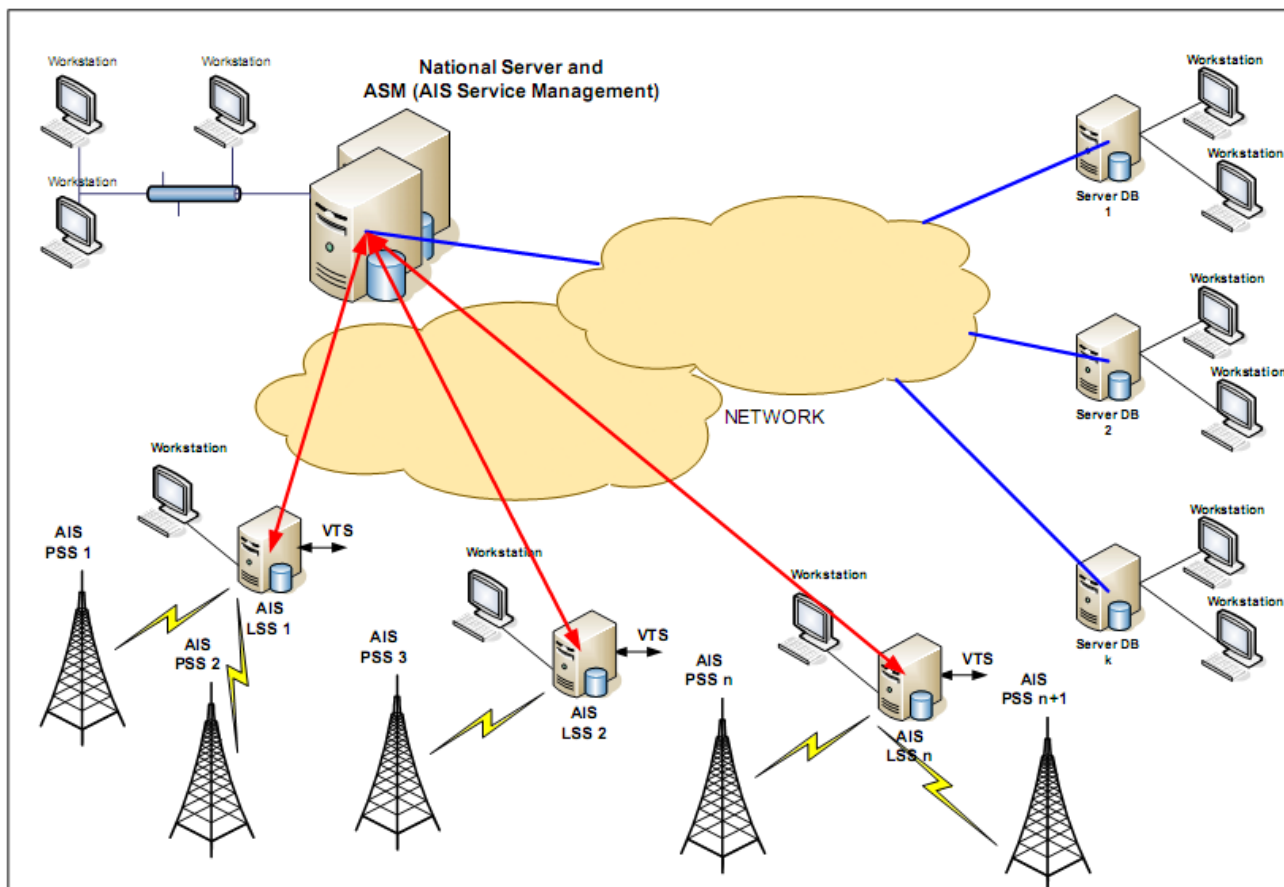 Workstation
Workstation
Workstation
National Server and
ASM (AIS Service Management)
Workstation
Workstation
Server DB
1
Workstation
Workstation
Server DB
2
NETWORK
Workstation
Workstation
Server DB
k
Workstation
AIS
PSS 1
VTS
AIS
LSS 1
AIS
PSS 2
Workstation
AIS
PSS 3
VTS
AIS
LSS 2
Workstation
AIS
PSS n
VTS
AIS
LSS n
AIS
PSS n+1